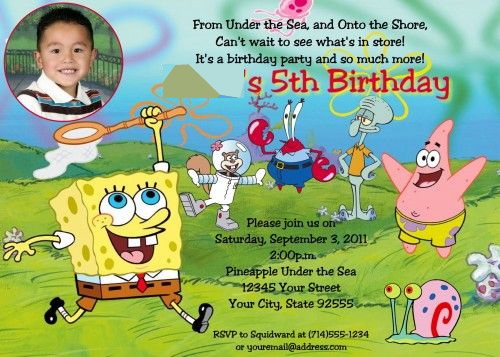 From Under the Sea, and Onto the Shore,
Can't wait to see what's in store!
It's a birthday party and so much more!
's 5th Birthday
Please join us on
Saturday, September 3, 2011
2:00p.m.
Pineapple Under the Sea
12345 Your Street
Your City, State 92555
RSVP to Squidward at (714)555-1234
or youremail@address.com